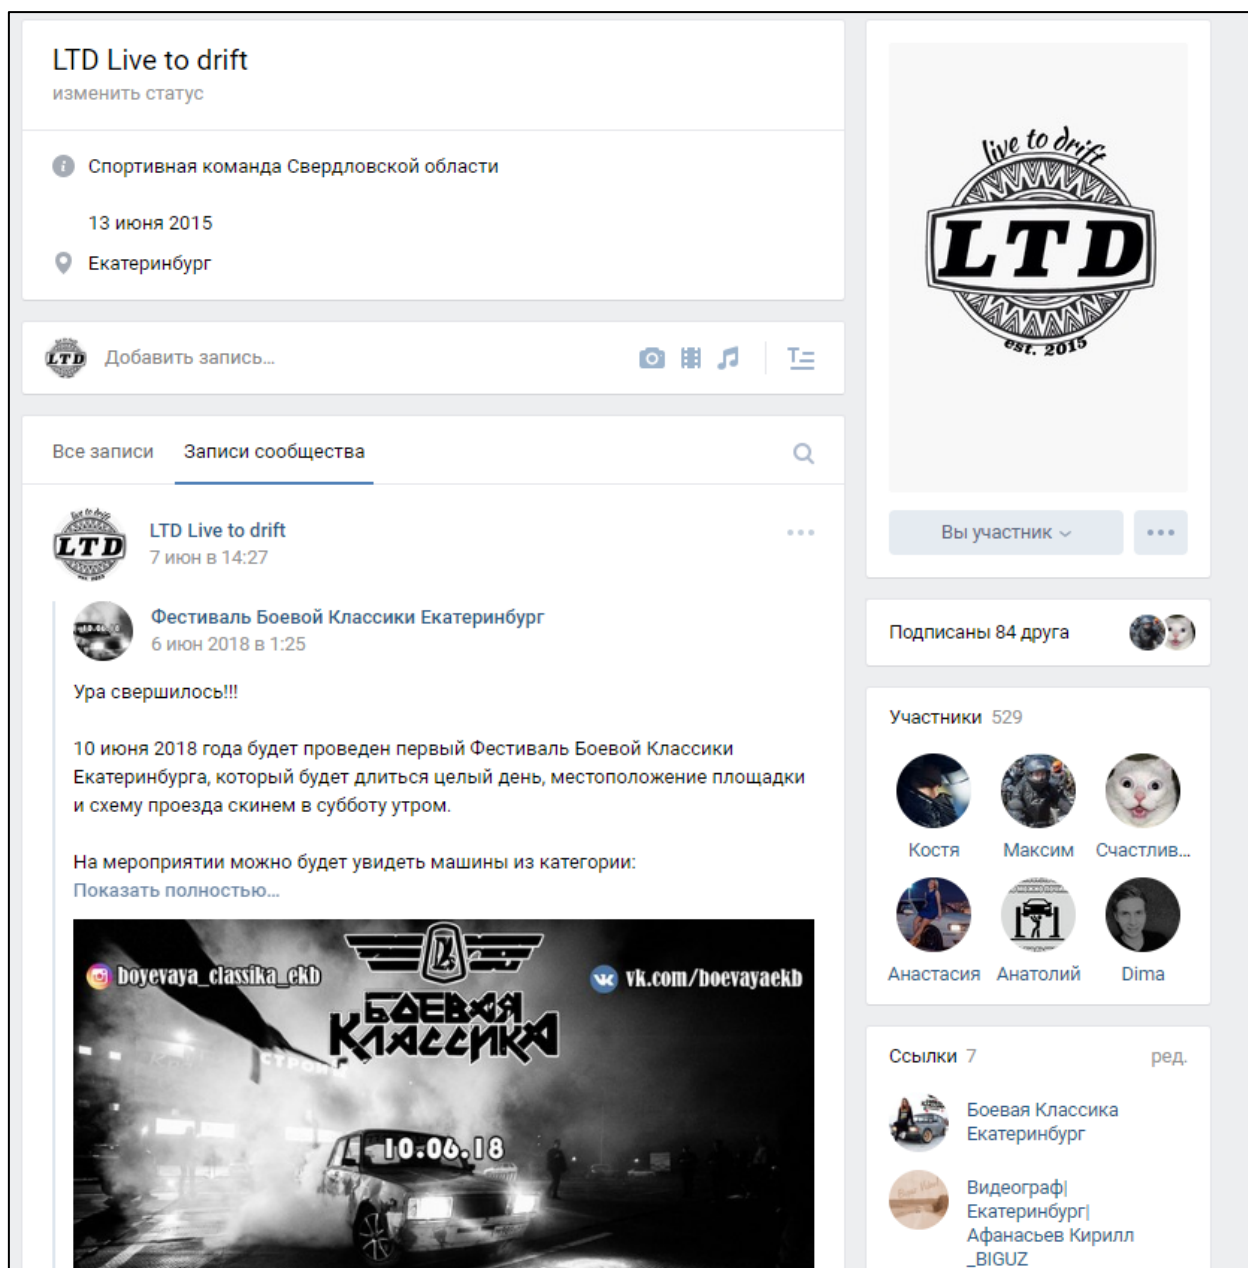 LTD Live to drift
изменить статус
Спортивная команда Свердловской области
13 июня 2015
Екатеринбург
LTD
Добавить запись...
Все записи
Записи сообщества
live to drift
LTD
LTD Live to drift
7 июн в 14:27
Фестиваль Боевой Классики Екатеринбург
6 июн 2018 в 1:25
Ура свершилось!!!
10 июня 2018 года будет проведен первый Фестиваль Боевой Классики
Екатеринбурга, который будет длиться целый день, местоположение площадки
и схему проезда скинем в субботу утром.
На мероприятии можно будет увидеть машины из категории:
Показать полностью...
boyevaya_classika_ekb
vk.com/boevayaekb
БОЕВАЯ
КЛАССИКА
10.06.18
live to drift
LTD
est. 2015
Вы участник
Подписаны 84 друга
Участники 529
Костя
Максим
Счастлив...
Анастасия
Анатолий
Dima
Ссылки 7
ред.
Боевая Классика
Екатеринбург
Видеограф|
Екатеринбург|
Афанасьев Кирилл
_BIGUZ